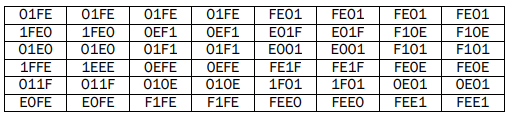 01FE 01FE 01FE 01FE FE01 FE01 FE01 FE01
1FE0 1FE0 0EF1 0EF1 E01F E01F F10E F10E
01E0 01E0 01F1 01F1 E001 E001 F101 F101
1FFE 1EEE 0EFE 0EFE FE1F FE1F FE0E FE0E
011F 011F 010E 010E 1F01 1F01 0E01 0E01
E0FE E0FE F1FE F1FE FEE0 FEE0 FEE1 FEE1